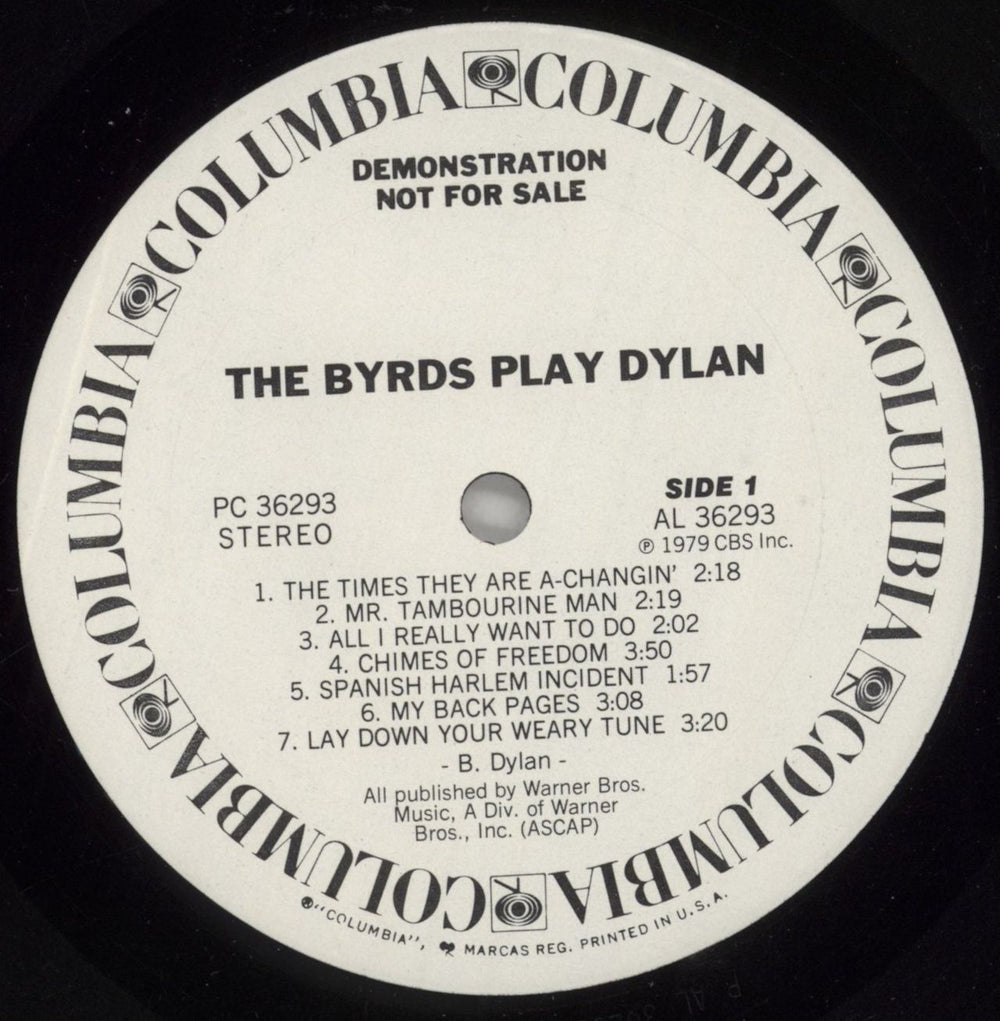 COLUMBIA COLUMBIA COLUMBIA COLUMBIA COLUMBIA COLUMBIA
DEMONSTRATION
NOT FOR SALE
THE BYRDS PLAY DYLAN
PC 36293
STEREO
SIDE 1
AL 36293
Ⓟ 1979 CBS Inc.
1. THE TIMES THEY ARE A-CHANGIN' 2:18
2. MR. TAMBOURINE MAN 2:19
3. ALL I REALLY WANT TO DO 2:02
4. CHIMES OF FREEDOM 3:50
5. SPANISH HARLEM INCIDENT 1:57
6. MY BACK PAGES 3:08
7. LAY DOWN YOUR WEARY TUNE 3:20
- B. Dylan -
All published by Warner Bros.
Music, A Div. of Warner
Bros., Inc. (ASCAP)
®"COLUMBIA", MARCAS REG. PRINTED IN U.S.A.